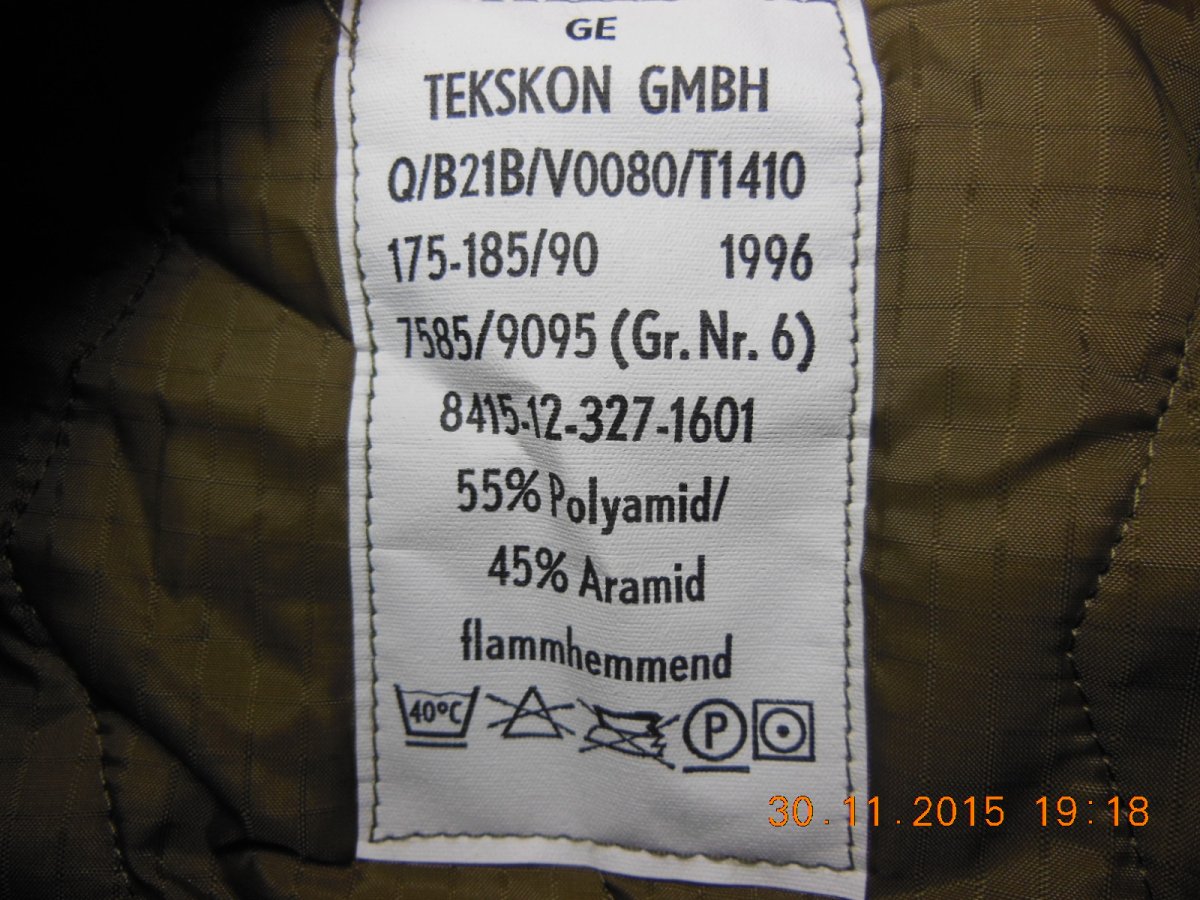 GE
TEKSKON GMBH
Q/B21B/V0080/T1410
175-185/90 1996
7585/9095 (Gr. Nr. 6)
8415-12-327-1601
55% Polyamid/
45% Aramid
flammhemmend
40°C P
30.11.2015 19:18